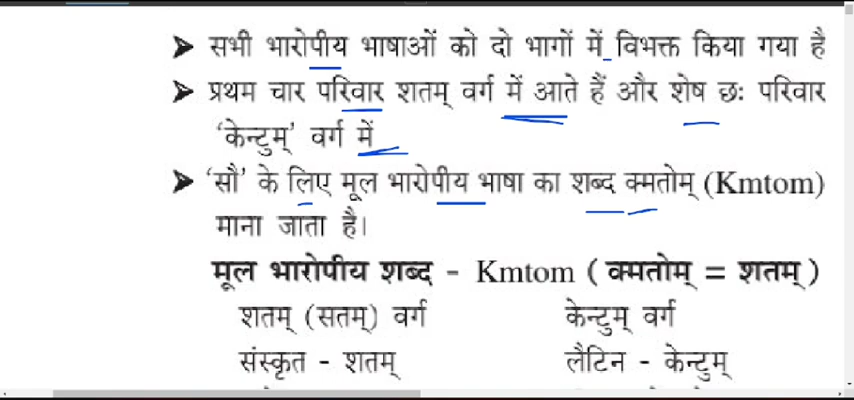 ➤ सभी भारोपीय भाषाओं को दो भागों में विभक्त किया गया है
➤ प्रथम चार परिवार शतम् वर्ग में आते हैं और शेष छः परिवार
‘केन्टुम्’ वर्ग में
➤ ‘सौ’ के लिए मूल भारोपीय भाषा का शब्द क्मतोम् (Kmtom)
माना जाता है।
मूल भारोपीय शब्द - Kmtom ( क्मतोम् = शतम् )
शतम् (सतम्) वर्ग केन्टुम् वर्ग
संस्कृत - शतम् लैटिन - केन्टुम्